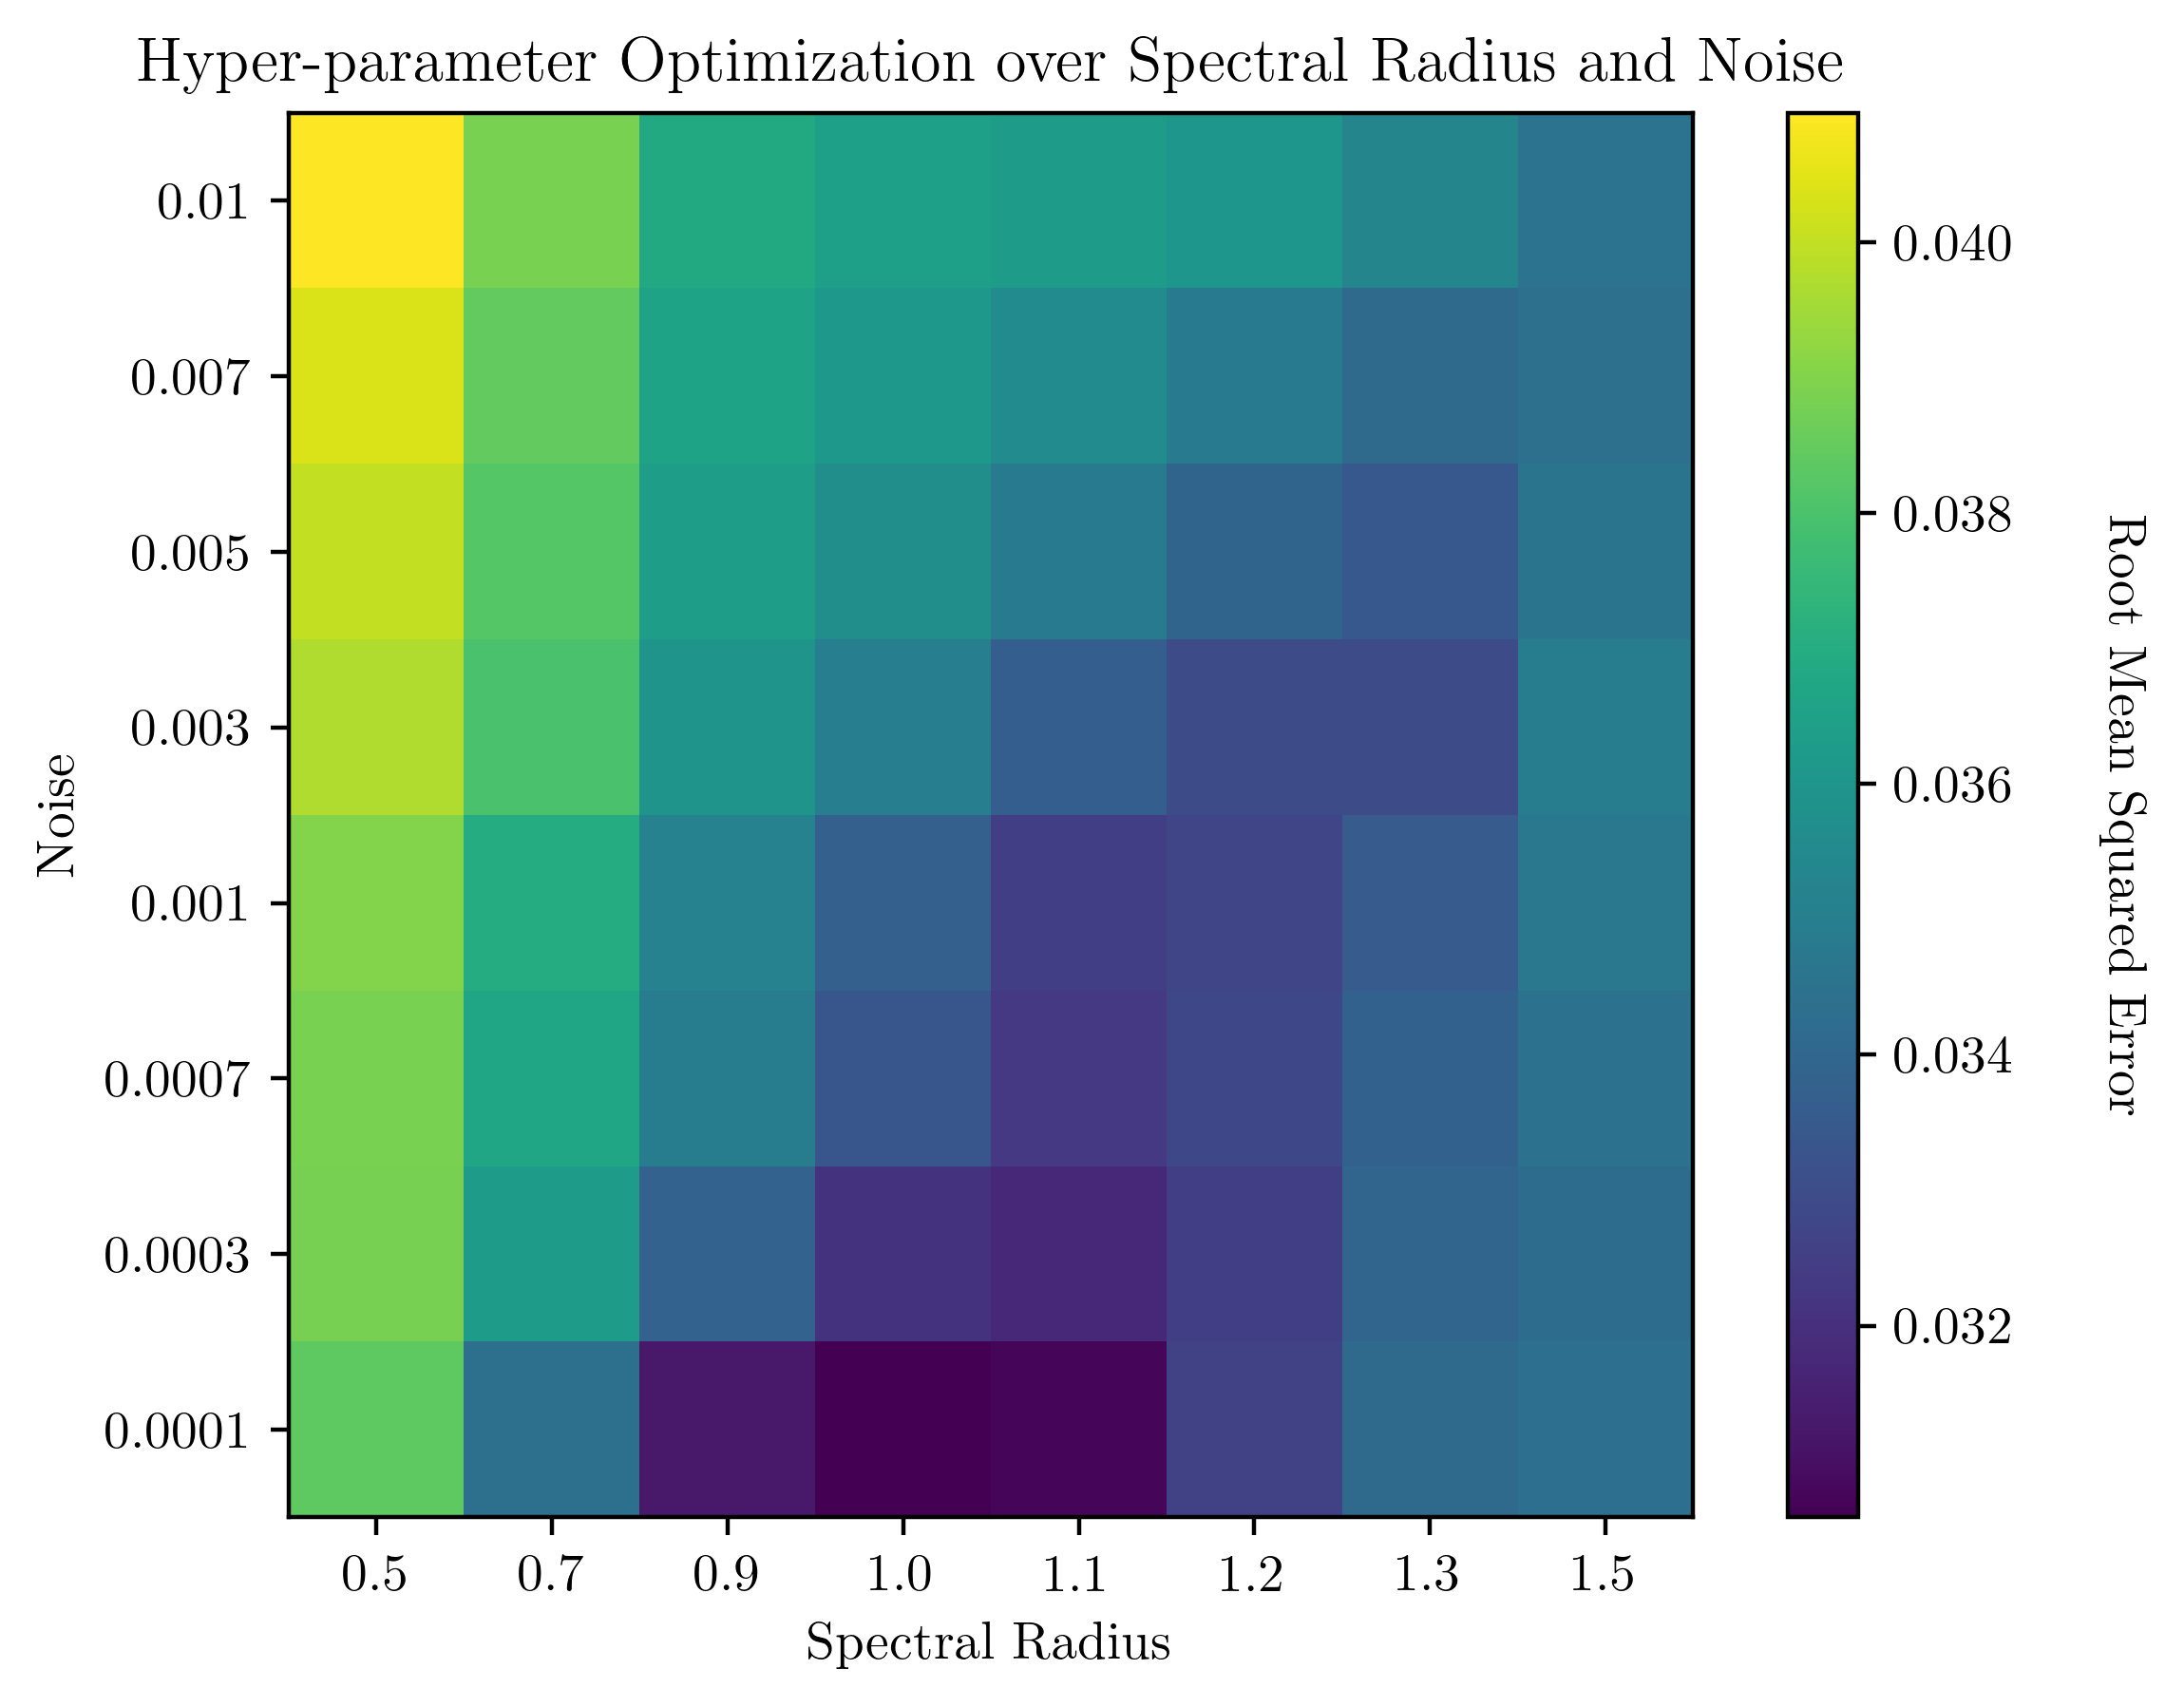 Hyper-parameter Optimization over Spectral Radius and Noise
Noise
0.01
0.007
0.005
0.003
0.001
0.0007
0.0003
0.0001
0.5 0.7 0.9 1.0 1.1 1.2 1.3 1.5
Spectral Radius
0.040
0.038
0.036
0.034
0.032
Root Mean Squared Error